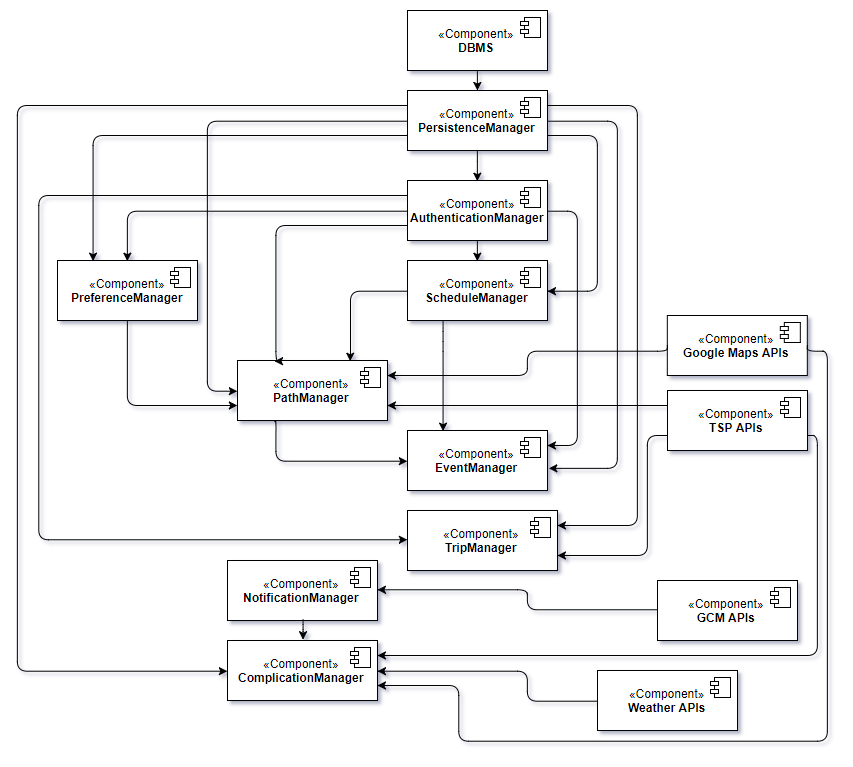 «Component»
DBMS
«Component»
PersistenceManager
«Component»
AuthenticationManager
«Component»
PreferenceManager
«Component»
ScheduleManager
«Component»
Google Maps APIs
«Component»
PathManager
«Component»
TSP APIs
«Component»
EventManager
«Component»
TripManager
«Component»
NotificationManager
«Component»
GCM APIs
«Component»
ComplicationManager
«Component»
Weather APIs